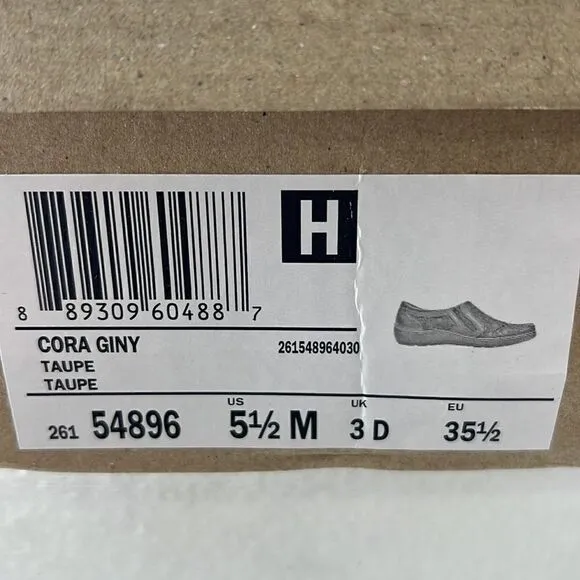 H
8 89309 60488 7
CORA GINY 261548964030
TAUPE
TAUPE
US UK EU
261 54896 5½ M 3 D 35½